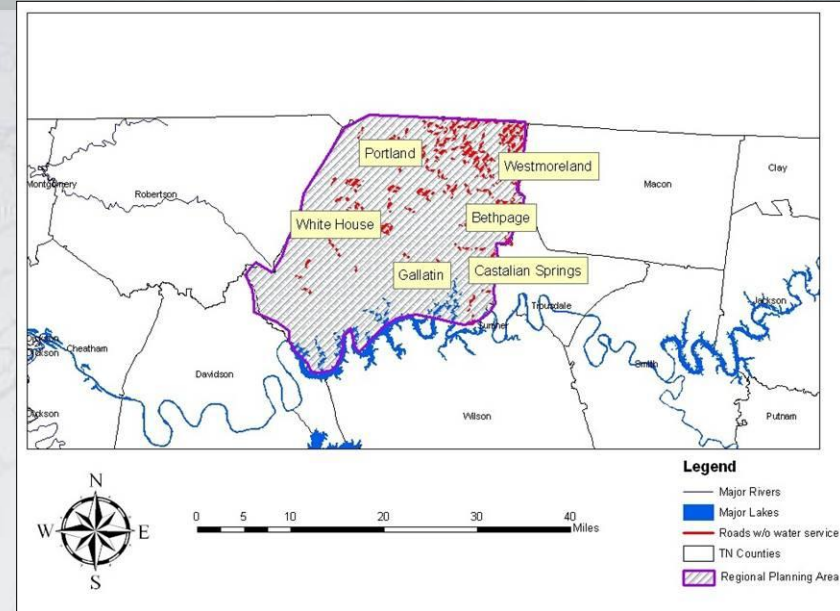 Portland
Westmoreland
Clay
Montgomery
Robertson
Macon
White House
Bethpage
Gallatin
Castalian Springs
Trousdale
Jackson
Sumner
Cheatham
Smith
Davidson
Wilson
Putnam
Dickson
Legend
Major Rivers
Major Lakes
Roads w/o water service
TN Counties
Regional Planning Area
N
W E
S
0 5 10 20 30 40
Miles